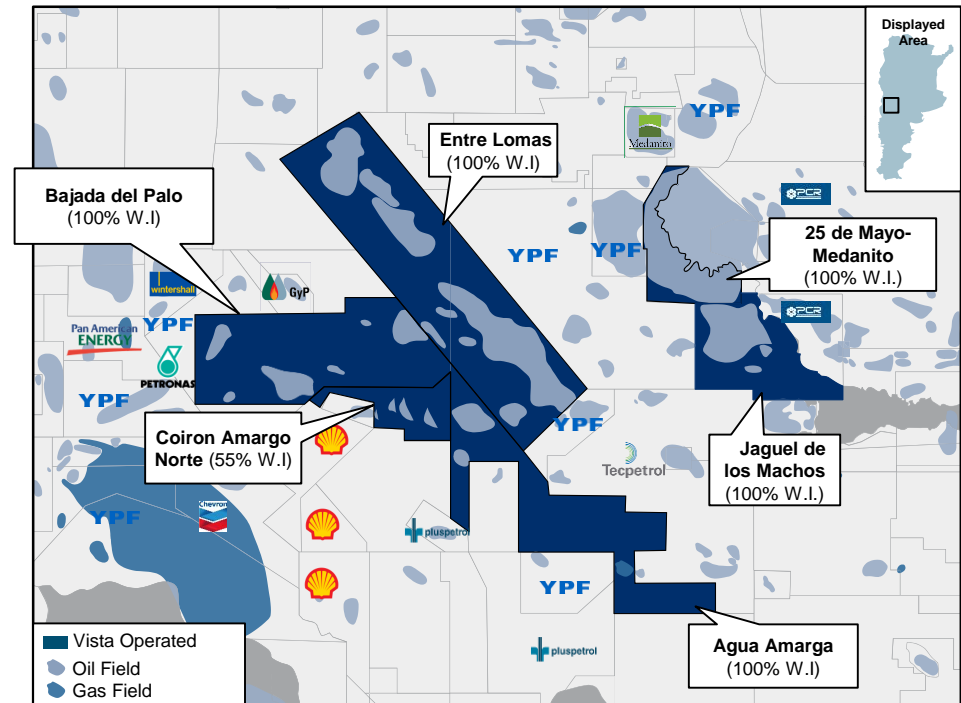 Displayed
Area
YPF
Medanito
Entre Lomas
(100% W.I)
PCR
Bajada del Palo
(100% W.I)
25 de Mayo-
Medanito
(100% W.I.)
YPF
YPF
wintershall
GyP
PCR
YPF
Pan American
ENERGY
PETRONAS
YPF
YPF
Coiron Amargo
Norte (55% W.I)
Jaguel de
los Machos
(100% W.I.)
Tecpetrol
Chevron
YPF
pluspetrol
YPF
Vista Operated
Oil Field
Gas Field
pluspetrol
Agua Amarga
(100% W.I)